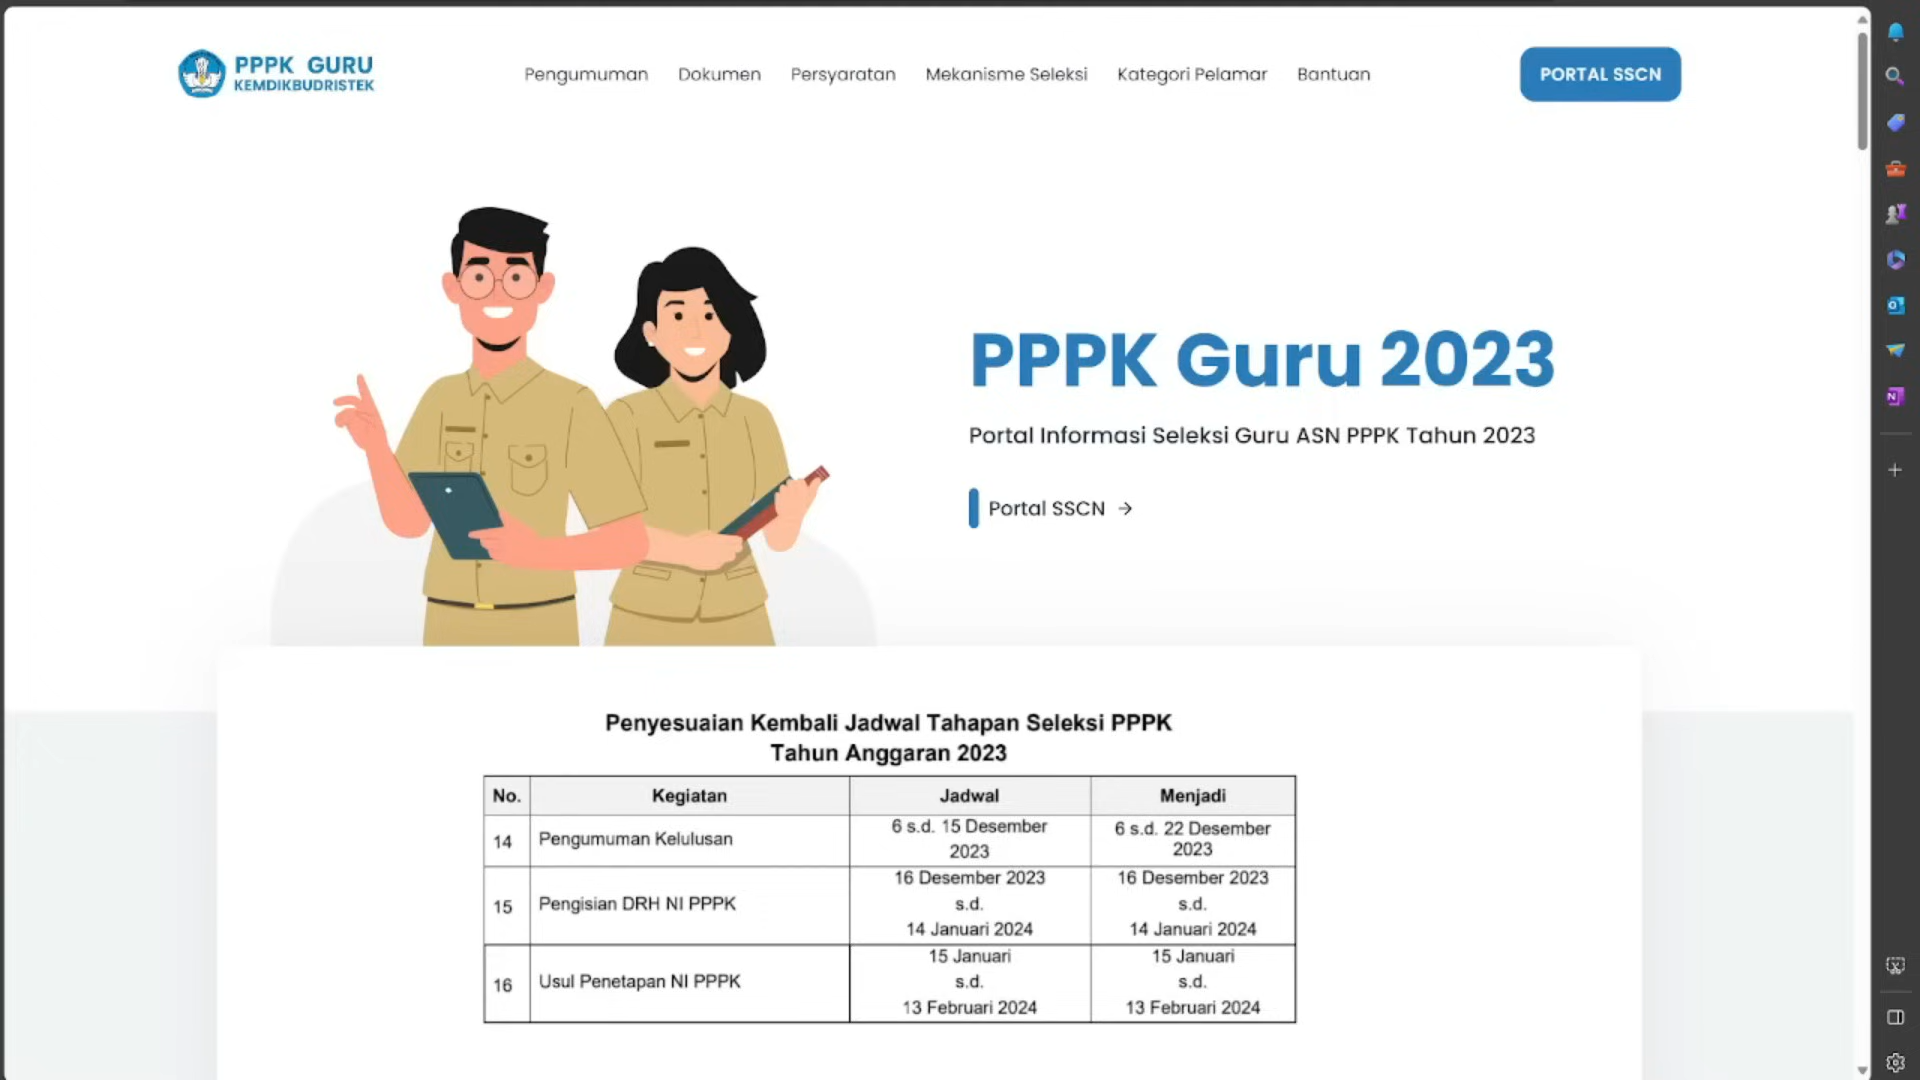 PPPK GURU
KEMDIKBUDRISTEK
Pengumuman
Dokumen
Persyaratan
Mekanisme Seleksi
Kategori Pelamar
Bantuan
PORTAL SSCN
PPPK Guru 2023
Portal Informasi Seleksi Guru ASN PPPK Tahun 2023
Portal SSCN →
Penyesuaian Kembali Jadwal Tahapan Seleksi PPPK
Tahun Anggaran 2023
No.
Kegiatan
Jadwal
Menjadi
14
Pengumuman Kelulusan
6 s.d. 15 Desember
2023
6 s.d. 22 Desember
2023
15
Pengisian DRH NI PPPK
16 Desember 2023
s.d.
14 Januari 2024
16 Desember 2023
s.d.
14 Januari 2024
16
Usul Penetapan NI PPPK
15 Januari
s.d.
13 Februari 2024
15 Januari
s.d.
13 Februari 2024